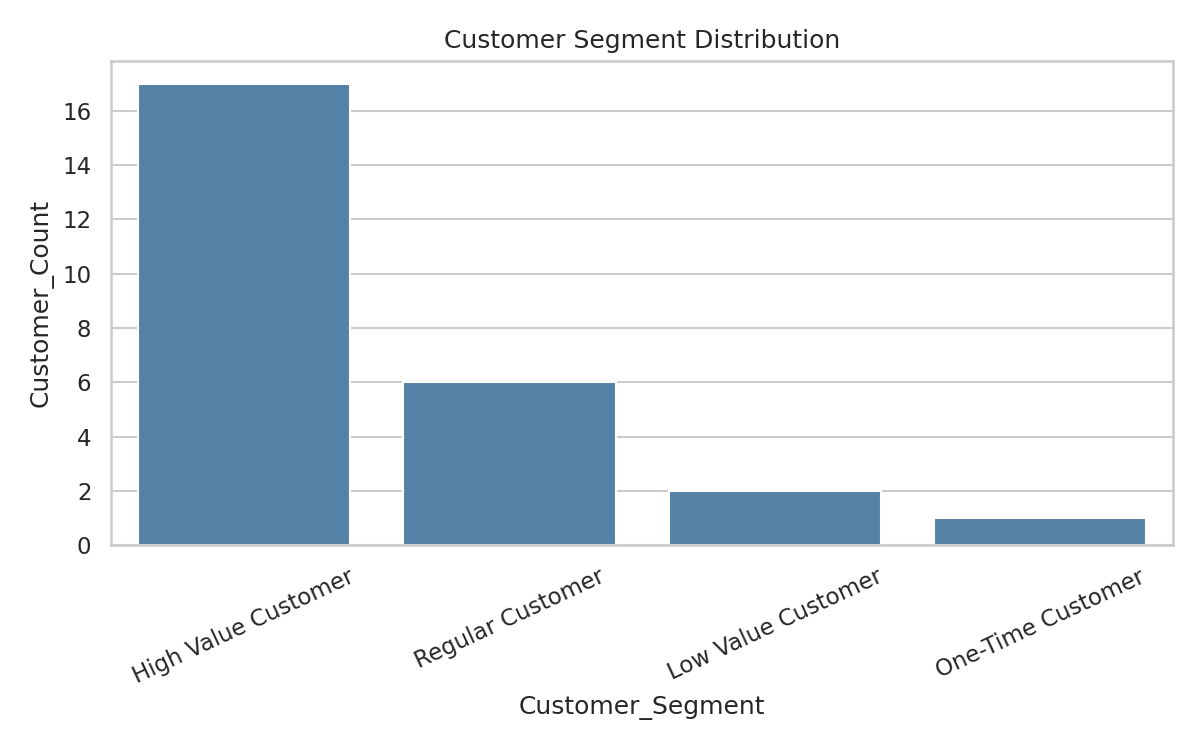 Customer Segment Distribution
Customer_Count
16
14
12
10
8
6
4
2
0
High Value Customer
Regular Customer
Low Value Customer
One-Time Customer
Customer_Segment